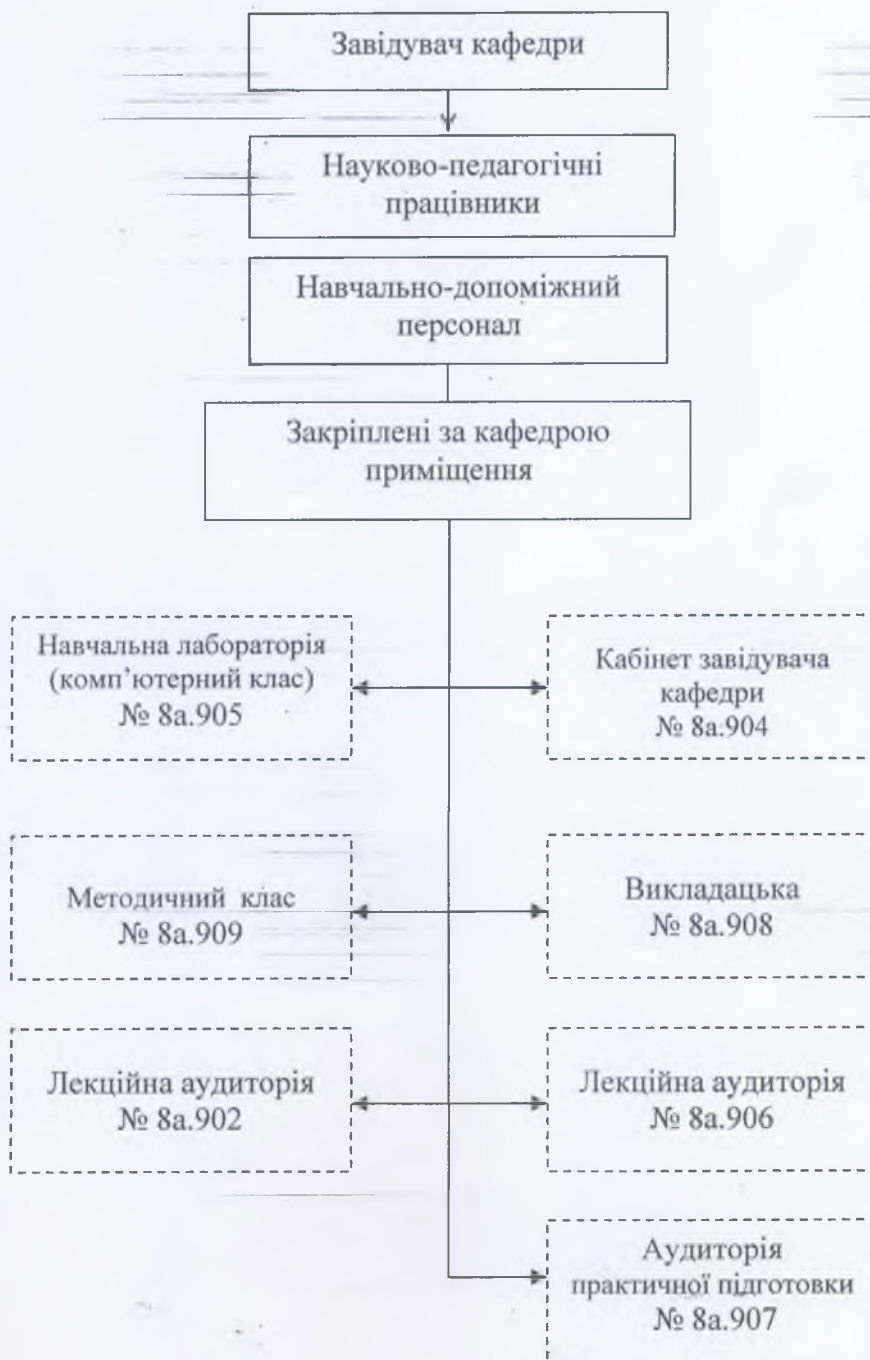 Завідувач кафедри
Науково-педагогічні
працівники
Навчально-допоміжний
персонал
Закріплені за кафедрою
приміщення
Навчальна лабораторія
(комп’ютерний клас)
№ 8а.905
Кабінет завідувача
кафедри
№ 8а.904
Методичний клас
№ 8а.909
Викладацька
№ 8а.908
Лекційна аудиторія
№ 8а.902
Лекційна аудиторія
№ 8а.906
Аудиторія
практичної підготовки
№ 8а.907